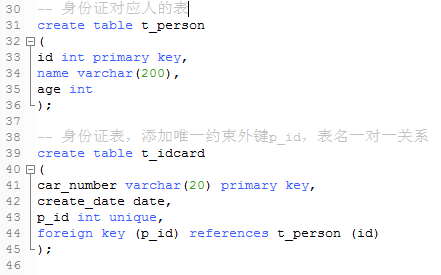 30 -- 身份证对应人的表
31 create table t_person
32 (
33 id int primary key,
34 name varchar(200),
35 age int
36 );
37
38 -- 身份证表，添加唯一约束外键p_id，表名一对一关系
39 create table t_idcard
40 (
41 car_number varchar(20) primary key,
42 create_date date,
43 p_id int unique,
44 foreign key (p_id) references t_person (id)
45 );
46